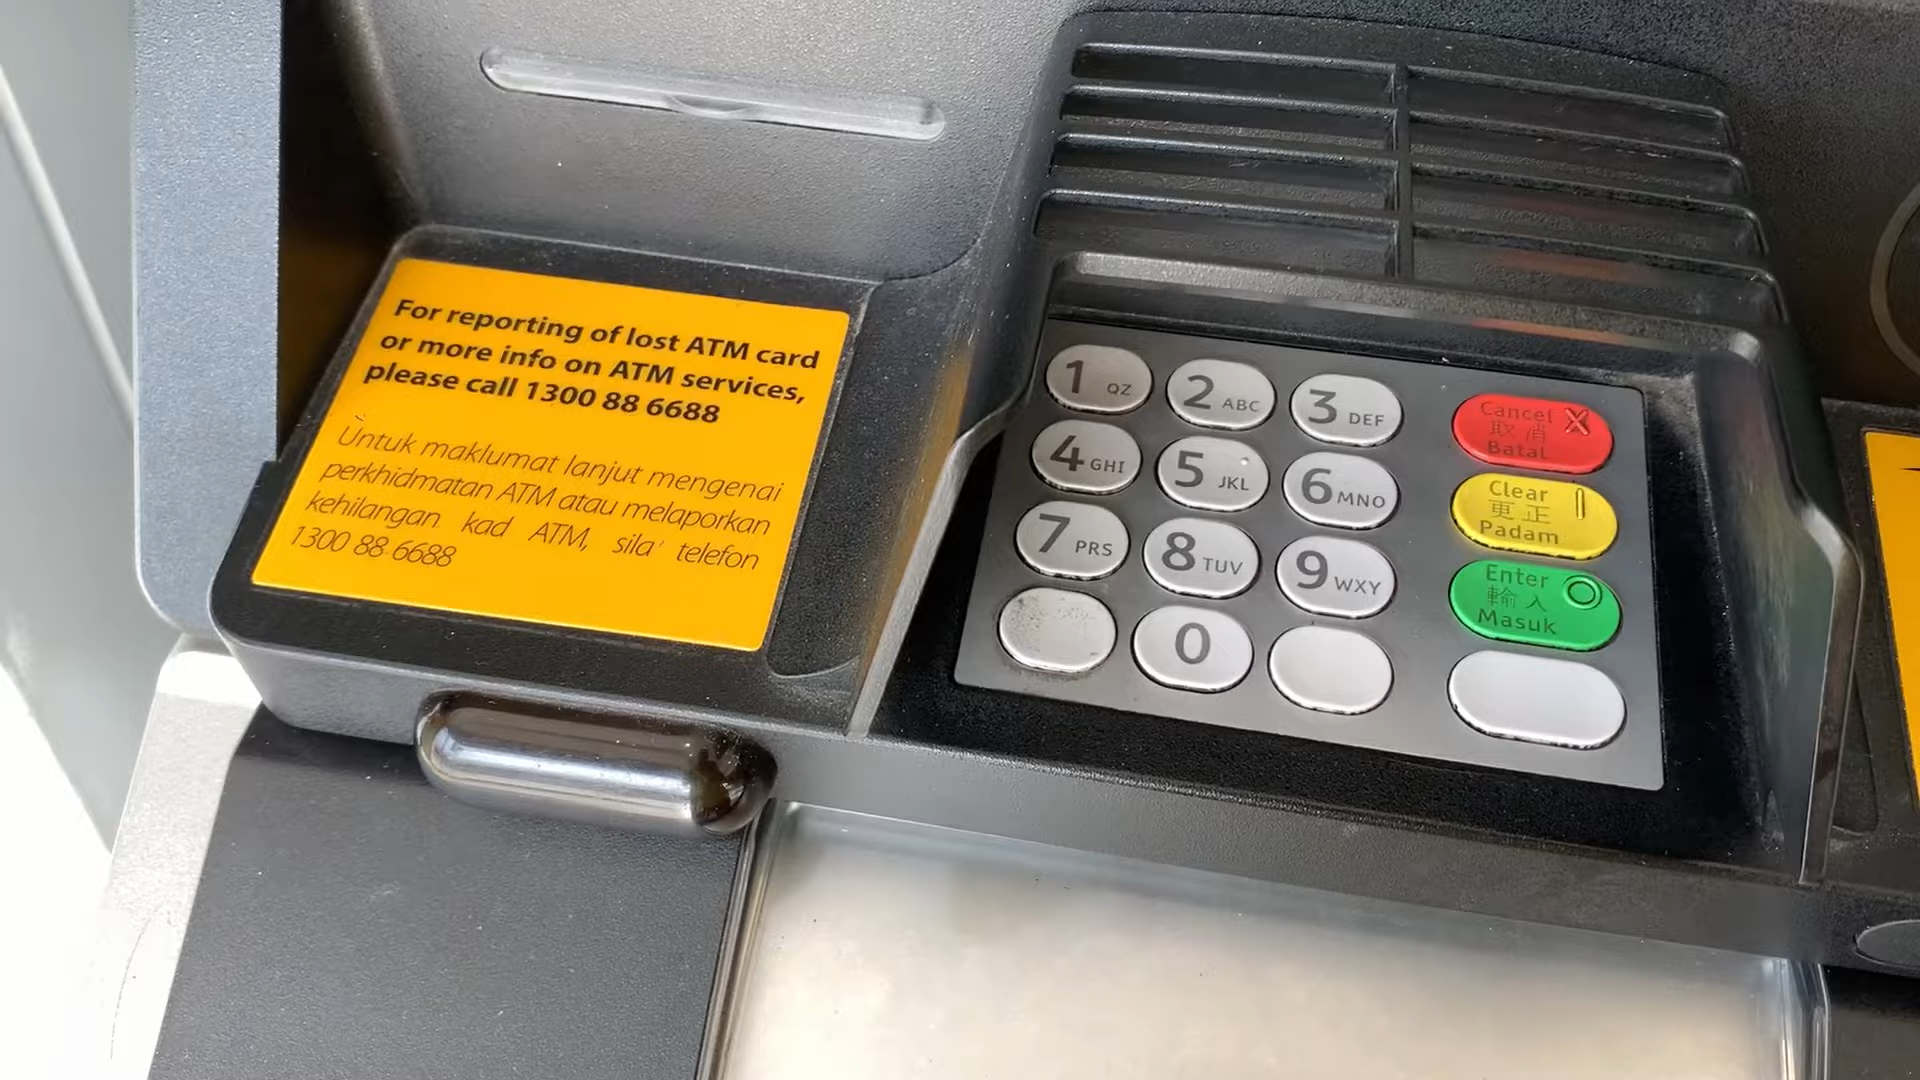 For reporting of lost ATM card
or more info on ATM services,
please call 1300 88 6688
Untuk maklumat lanjut mengenai
perkhidmatan ATM atau melaporkan
kehilangan kad ATM, sila telefon
1300 88 6688
1 QZ
2 ABC
3 DEF
Cancel
取消
Batal
4 GHI
5 JKL
6 MNO
Clear
更正
Padam
7 PRS
8 TUV
9 WXY
Enter
輸入
Masuk
0